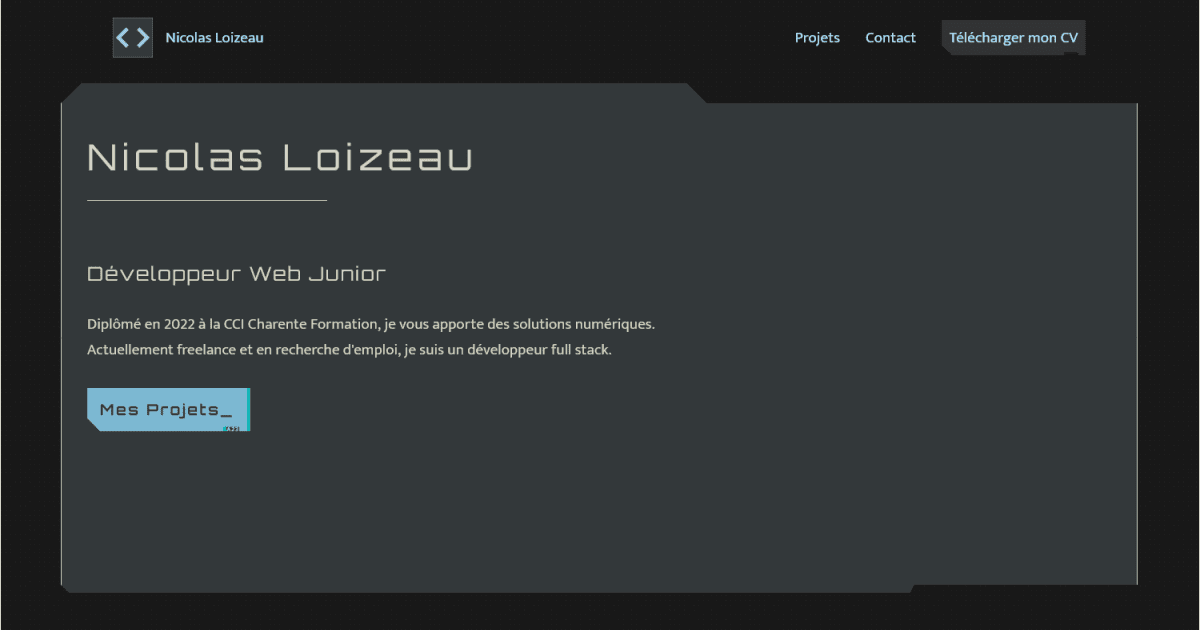 Nicolas Loizeau
Projets
Contact
Télécharger mon CV
Nicolas Loizeau
Développeur Web Junior
Diplômé en 2022 à la CCI Charente Formation, je vous apporte des solutions numériques.
Actuellement freelance et en recherche d'emploi, je suis un développeur full stack.
Mes Projets_